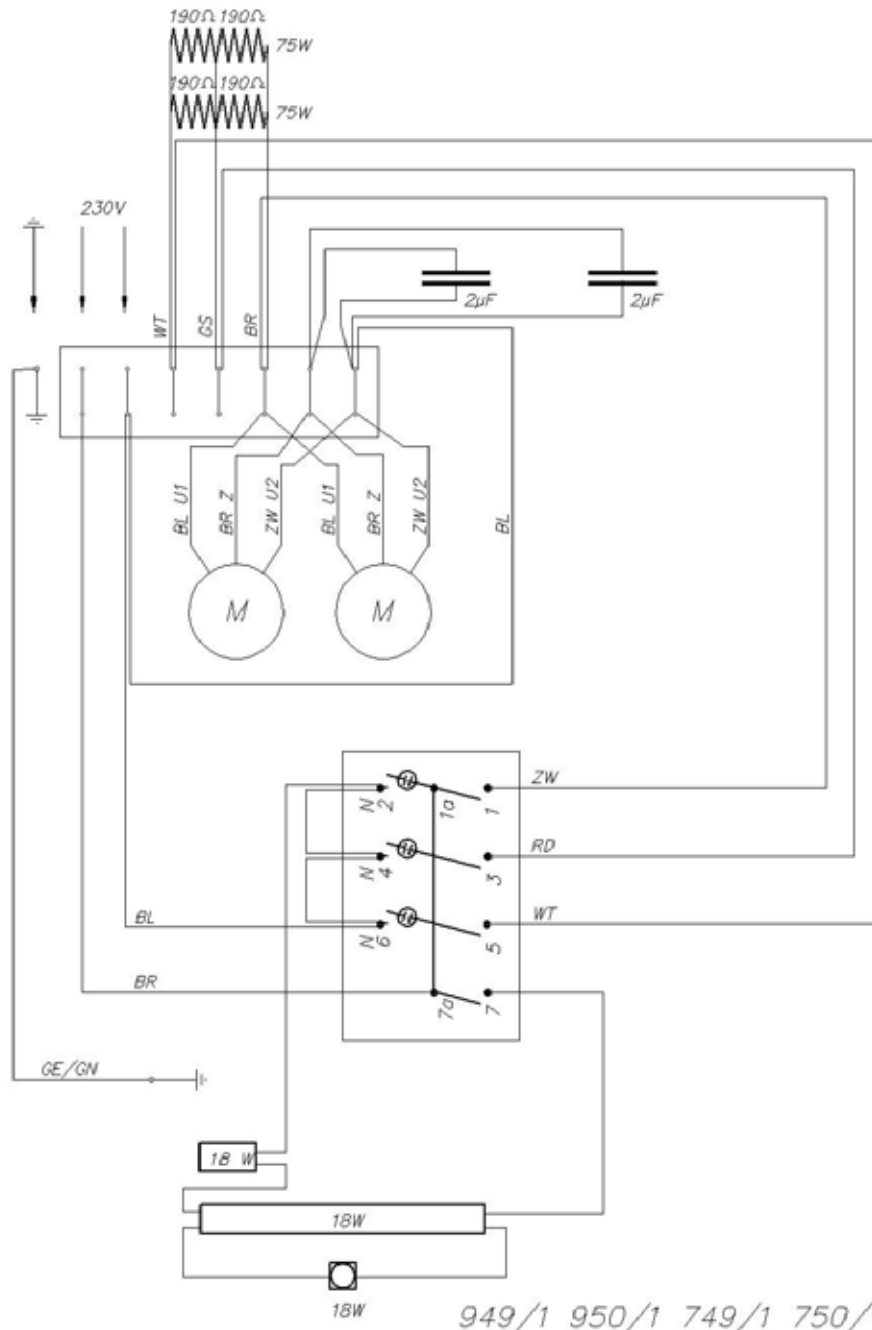 190Ω 190Ω
75W
190Ω 190Ω
75W
230V
WT
GS
BR
2µF
2µF
BL U1
BR Z
ZW U2
BL U1
BR Z
ZW U2
BL
M
M
N 2
1a
1
ZW
N 4
3
RD
N 6
5
WT
BL
BR
7a
7
GE/GN
18 W
18W
18W
949/1 950/1 749/1 750/